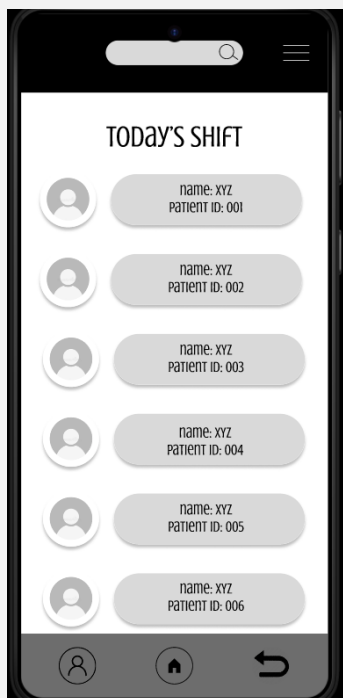 TODAY'S SHIFT
name: XYZ
Patient ID: 001
name: XYZ
Patient ID: 002
name: XYZ
Patient ID: 003
name: XYZ
Patient ID: 004
name: XYZ
Patient ID: 005
name: XYZ
Patient ID: 006